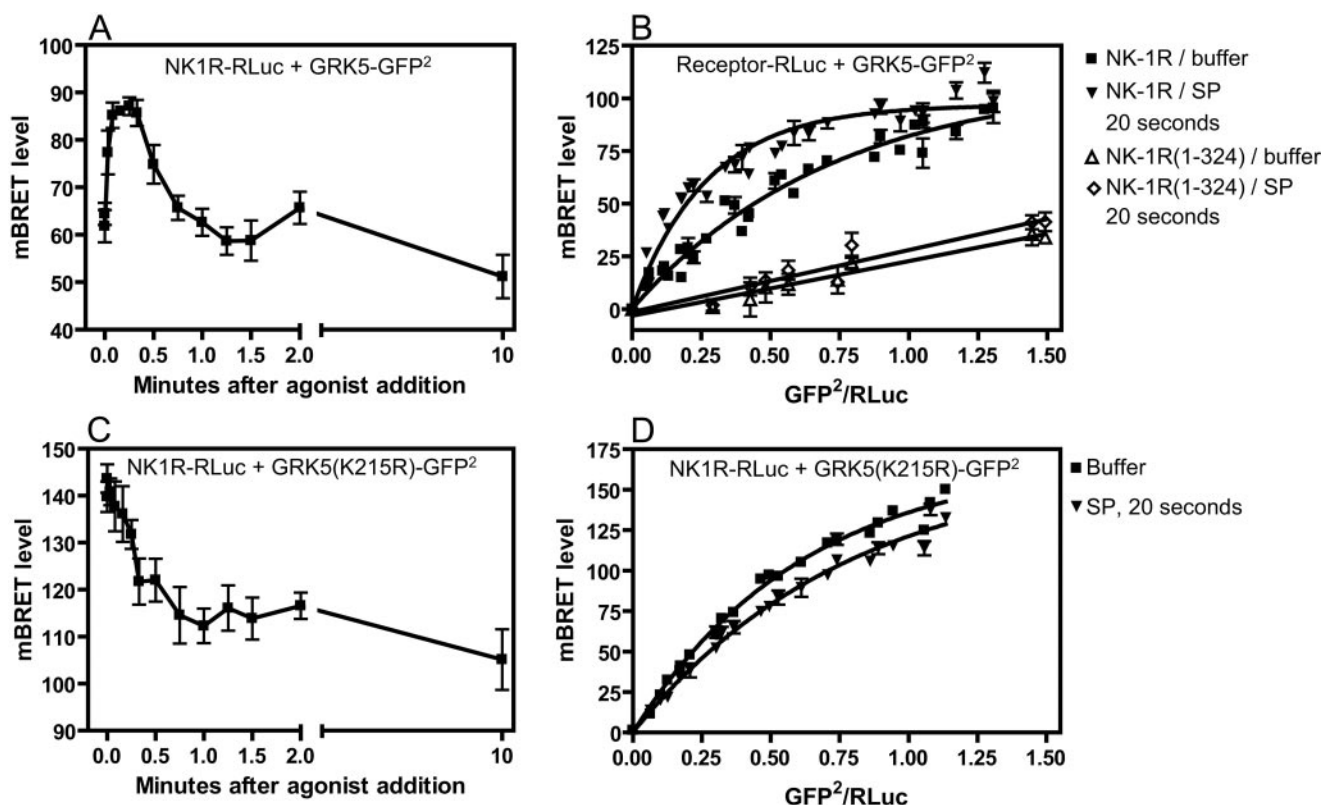 A
NK1R-RLuc + GRK5-GFP²
mBRET level
100
90
80
70
60
50
40
0.0 0.5 1.0 1.5 2.0 10
Minutes after agonist addition
B
Receptor-RLuc + GRK5-GFP²
mBRET level
125
100
75
50
25
0
0.00 0.25 0.50 0.75 1.00 1.25 1.50
GFP²/RLuc
NK-1R / buffer
NK-1R / SP
20 seconds
NK-1R(1-324) / buffer
NK-1R(1-324) / SP
20 seconds
C
NK1R-RLuc + GRK5(K215R)-GFP²
mBRET level
150
140
130
120
110
100
90
0.0 0.5 1.0 1.5 2.0 10
Minutes after agonist addition
D
NK1R-RLuc + GRK5(K215R)-GFP²
mBRET level
175
150
125
100
75
50
25
0
0.00 0.25 0.50 0.75 1.00 1.25 1.50
GFP²/RLuc
Buffer
SP, 20 seconds